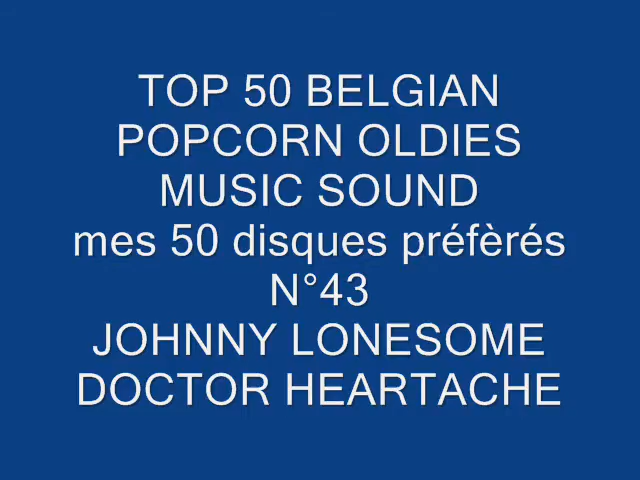 TOP 50 BELGIAN
POPCORN OLDIES
MUSIC SOUND
mes 50 disques préfèrés
N°43
JOHNNY LONESOME
DOCTOR HEARTACHE